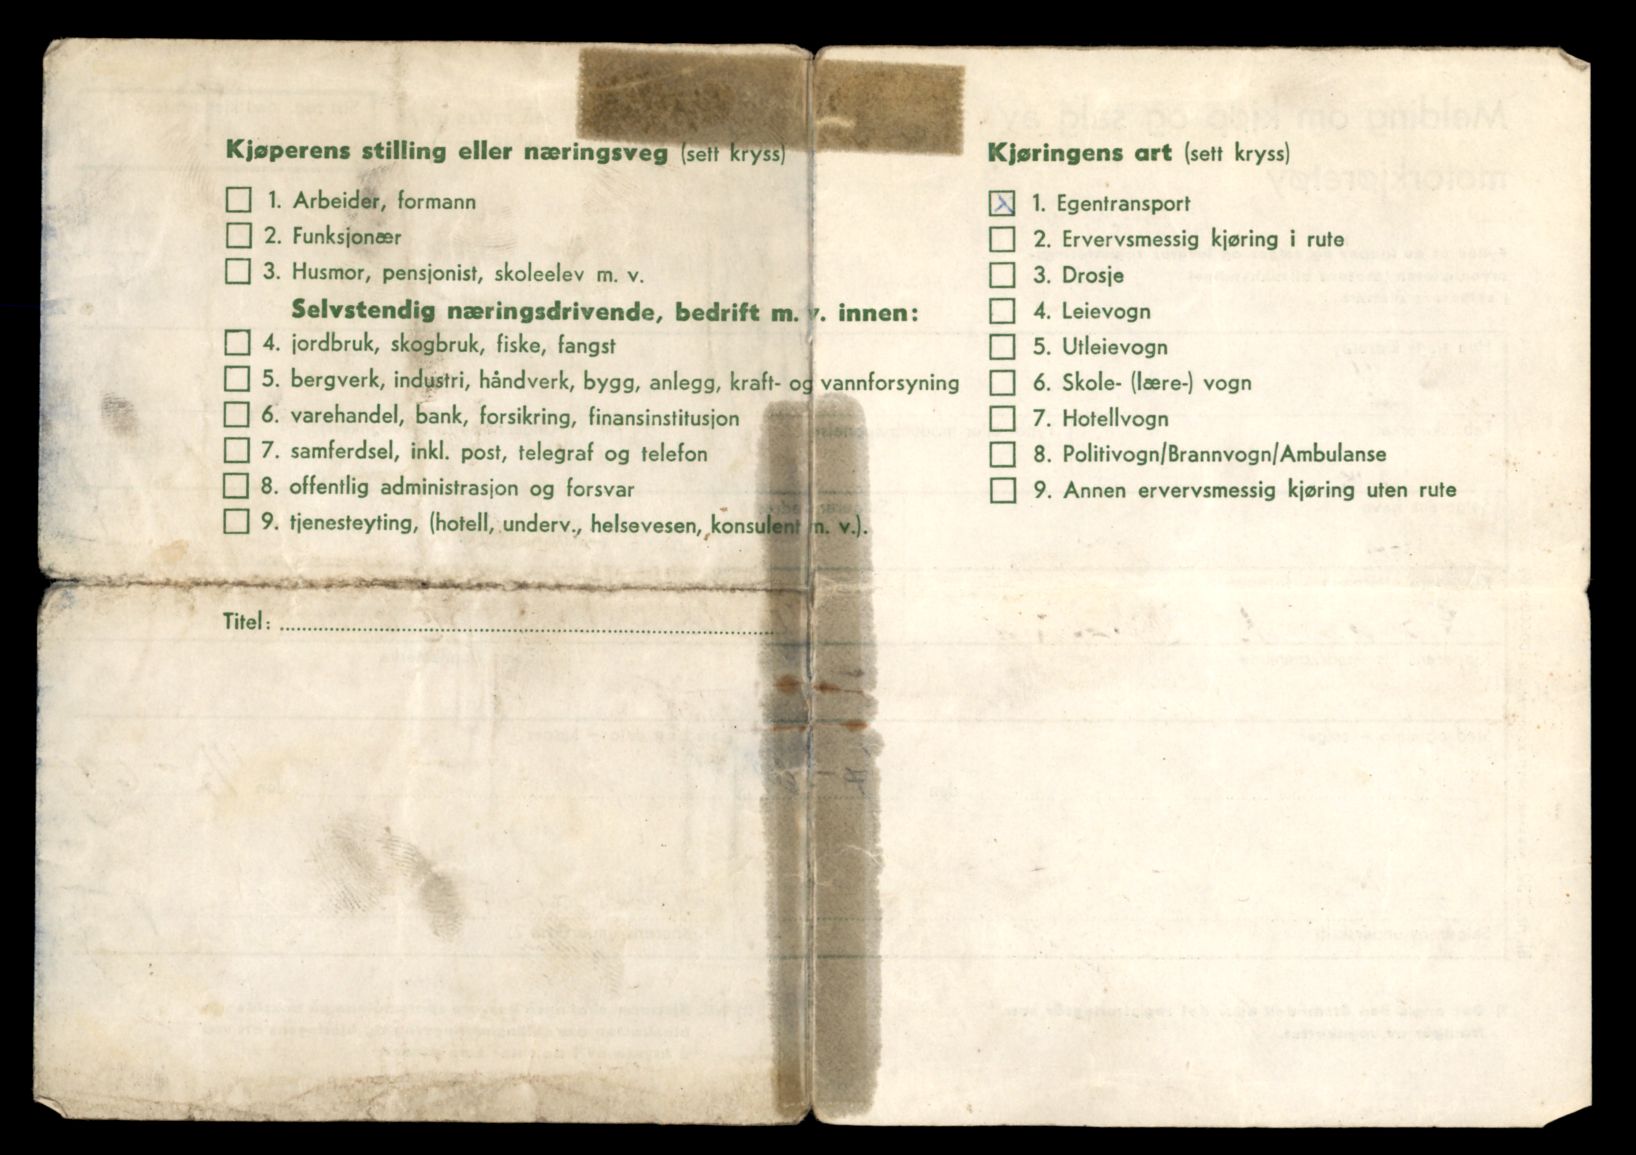 Kjøperens stilling eller næringsveg (sett kryss)
1. Arbeider, formann
2. Funksjonær
3. Husmor, pensjonist, skoleelev m. v.
Selvstendig næringsdrivende, bedrift m. v. innen:
4. jordbruk, skogbruk, fiske, fangst
5. bergverk, industri, håndverk, bygg, anlegg, kraft- og vannforsyning
6. varehandel, bank, forsikring, finansinstitusjon
7. samferdsel, inkl. post, telegraf og telefon
8. offentlig administrasjon og forsvar
9. tjenesteyting, (hotell, underv., helsevesen, konsulent m. v.).
Titel:
Kjøringens art (sett kryss)
X 1. Egentransport
2. Ervervsmessig kjøring i rute
3. Drosje
4. Leievogn
5. Utleievogn
6. Skole- (lære-) vogn
7. Hotellvogn
8. Politivogn/Brannvogn/Ambulanse
9. Annen ervervsmessig kjøring uten rute